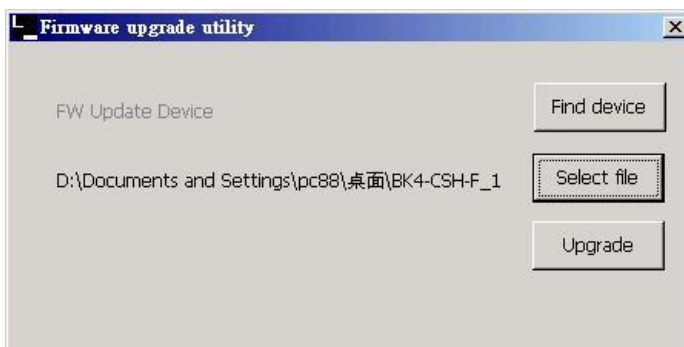 Firmware upgrade utility
FW Update Device
Find device
D:\Documents and Settings\pc88\桌面\BK4-CSH-F_1
Select file
Upgrade